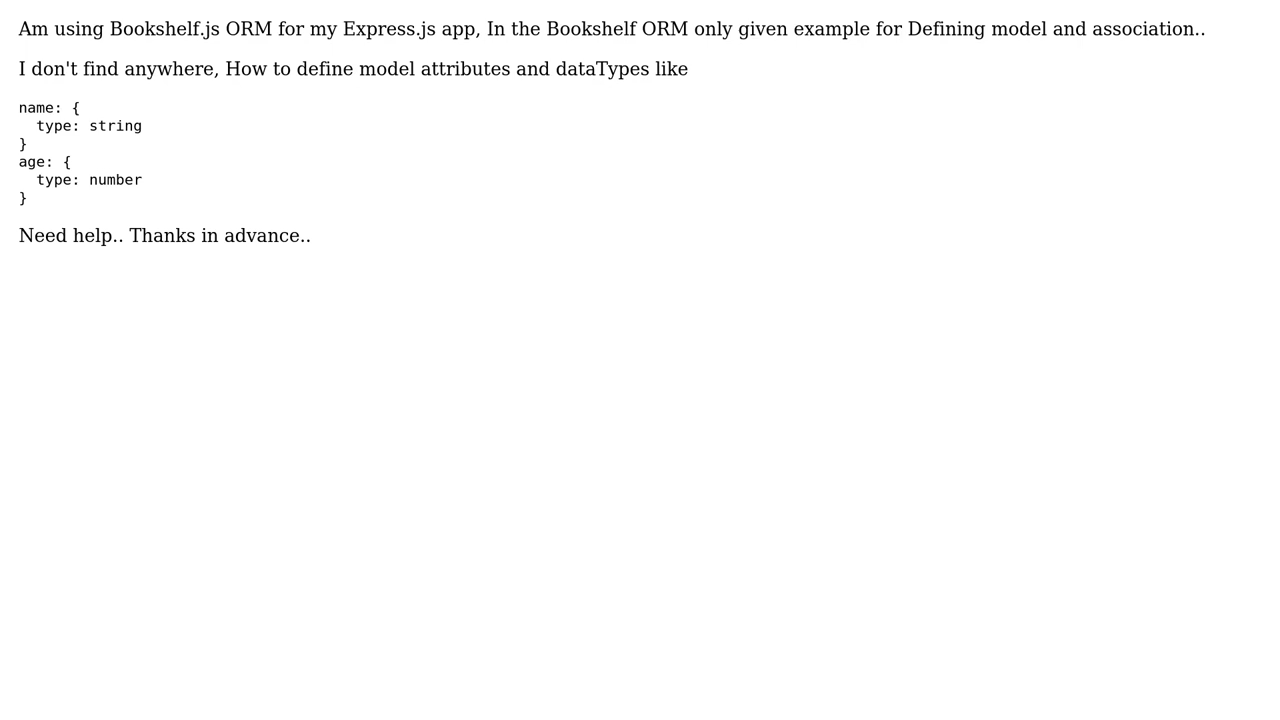 Am using Bookshelf.js ORM for my Express.js app, In the Bookshelf ORM only given example for Defining model and association..
I don't find anywhere, How to define model attributes and dataTypes like
name: {
  type: string
}
age: {
  type: number
}
Need help.. Thanks in advance..